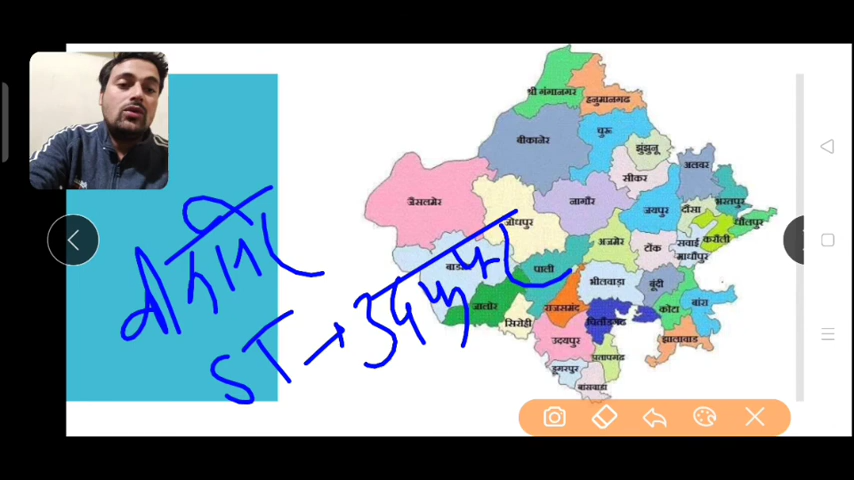 श्री गंगानगर
हनुमानगढ
चुरू
बीकानेर
झुंझुनू
सीकर
अलवर
जैसलमेर
नागौर
जयपुर
दौसा
भरतपुर
धौलपुर
जोधपुर
अजमेर
टोंक
सवाई
माधौपुर
करौली
पाली
भीलवाड़ा
बूंदी
कोटा
बांरा
जालौर
सिरोही
राजसमंद
उदयपुर
झालावाड
प्रतापगढ
डूगरपुर
बांसवाडा
ST → उदयपुर